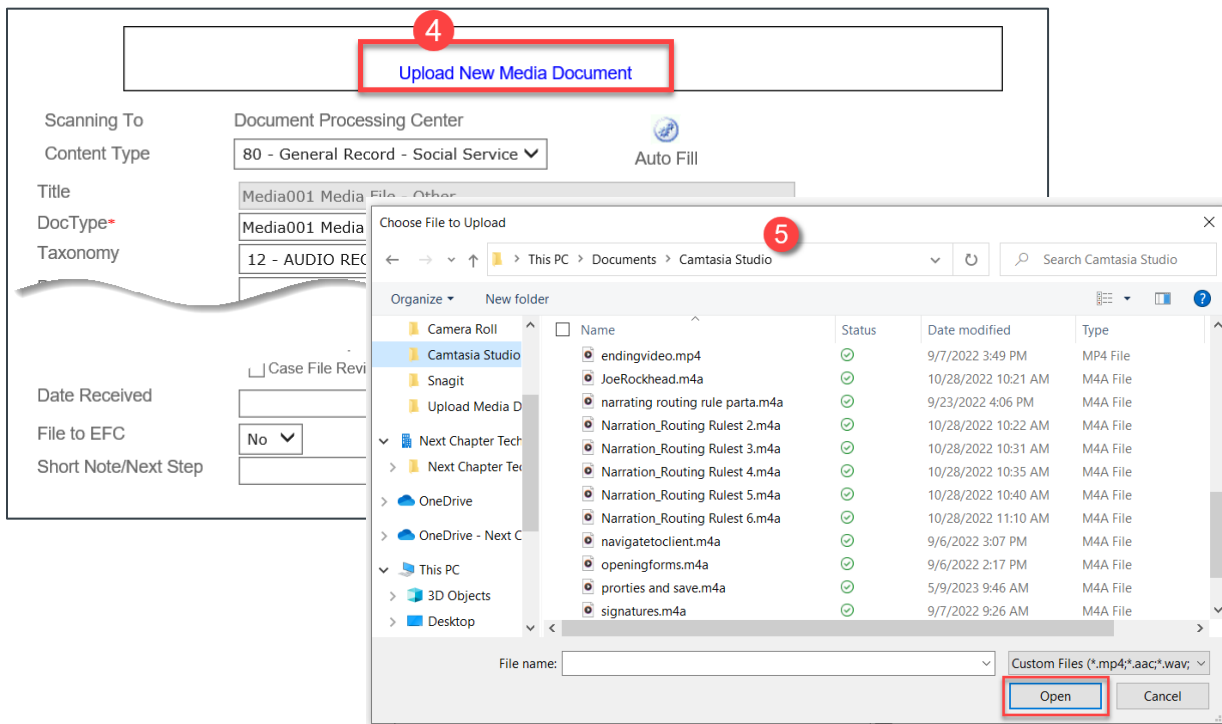 4
Upload New Media Document
Scanning To Document Processing Center
Content Type 80 - General Record - Social Service Auto Fill
Title Media001 Media File - Other
DocType* Media001 Media
Taxonomy 12 - AUDIO REC
Case File Revi
Date Received
File to EFC No
Short Note/Next Step
Choose File to Upload
5
This PC > Documents > Camtasia Studio Search Camtasia Studio
Organize New folder
Camera Roll
Camtasia Studio
Snagit
Upload Media D
Next Chapter Tech
Next Chapter Tec
OneDrive
OneDrive - Next C
This PC
3D Objects
Desktop
Name Status Date modified Type
endingvideo.mp4 9/7/2022 3:49 PM MP4 File
JoeRockhead.m4a 10/28/2022 10:21 AM M4A File
narrating routing rule parta.m4a 9/23/2022 4:06 PM M4A File
Narration_Routing Rulest 2.m4a 10/28/2022 10:22 AM M4A File
Narration_Routing Rulest 3.m4a 10/28/2022 10:31 AM M4A File
Narration_Routing Rulest 4.m4a 10/28/2022 10:35 AM M4A File
Narration_Routing Rulest 5.m4a 10/28/2022 10:40 AM M4A File
Narration_Routing Rulest 6.m4a 10/28/2022 11:10 AM M4A File
navigatetoclient.m4a 9/6/2022 3:07 PM M4A File
openingforms.m4a 9/6/2022 2:17 PM M4A File
prorties and save.m4a 5/9/2023 9:46 AM M4A File
signatures.m4a 9/7/2022 9:26 AM M4A File
File name: Custom Files (*.mp4;*.aac;*.wav;
Open Cancel